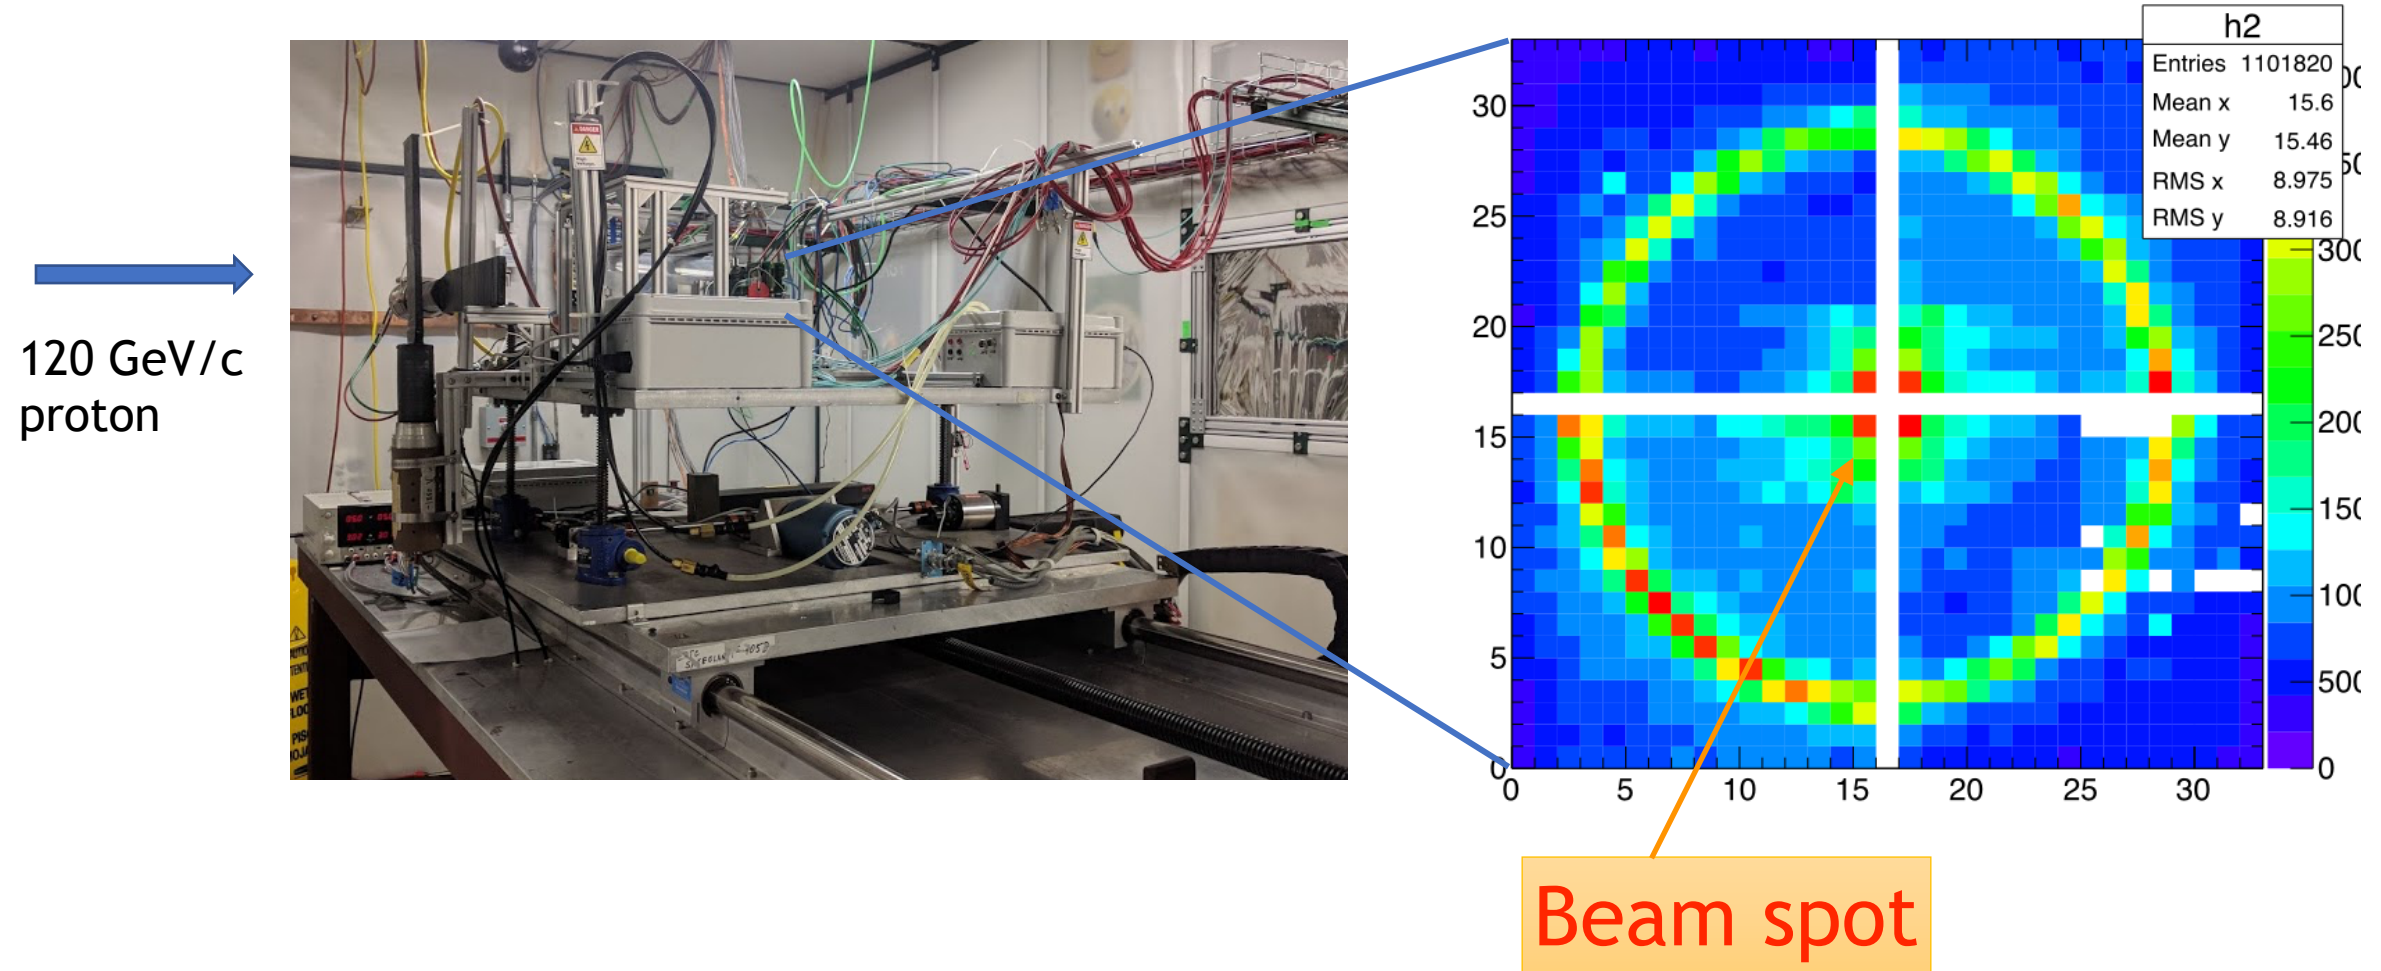 120 GeV/c
proton
DANGER
h2
Entries 1101820
Mean x 15.6
Mean y 15.46
RMS x 8.975
RMS y 8.916
30
25
20
15
10
5
0
0 5 10 15 20 25 30
300
250
200
150
100
500
0
Beam spot